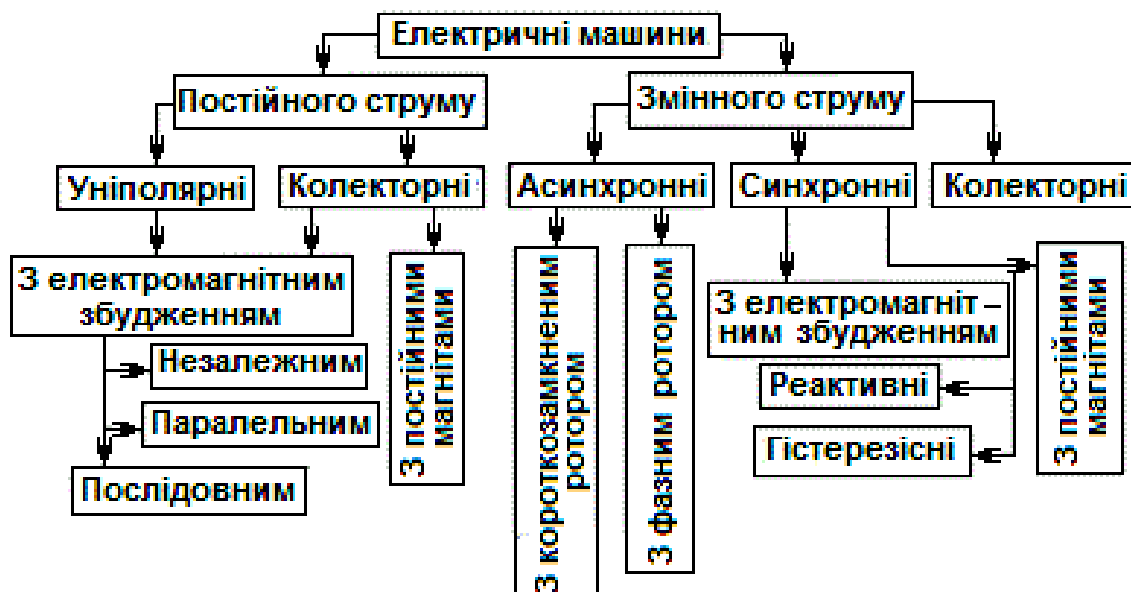 Електричні машини
Постійного струму
Змінного струму
Уніполярні
Колекторні
Асинхронні
Синхронні
Колекторні
З електромагнітним
збудженням
З постійними
магнітами
З короткозамкненим
ротором
З фазним ротором
З електромагніт –
ним збудженням
З постійними
магнітами
Незалежним
Паралельним
Послідовним
Реактивні
Гістерезісні